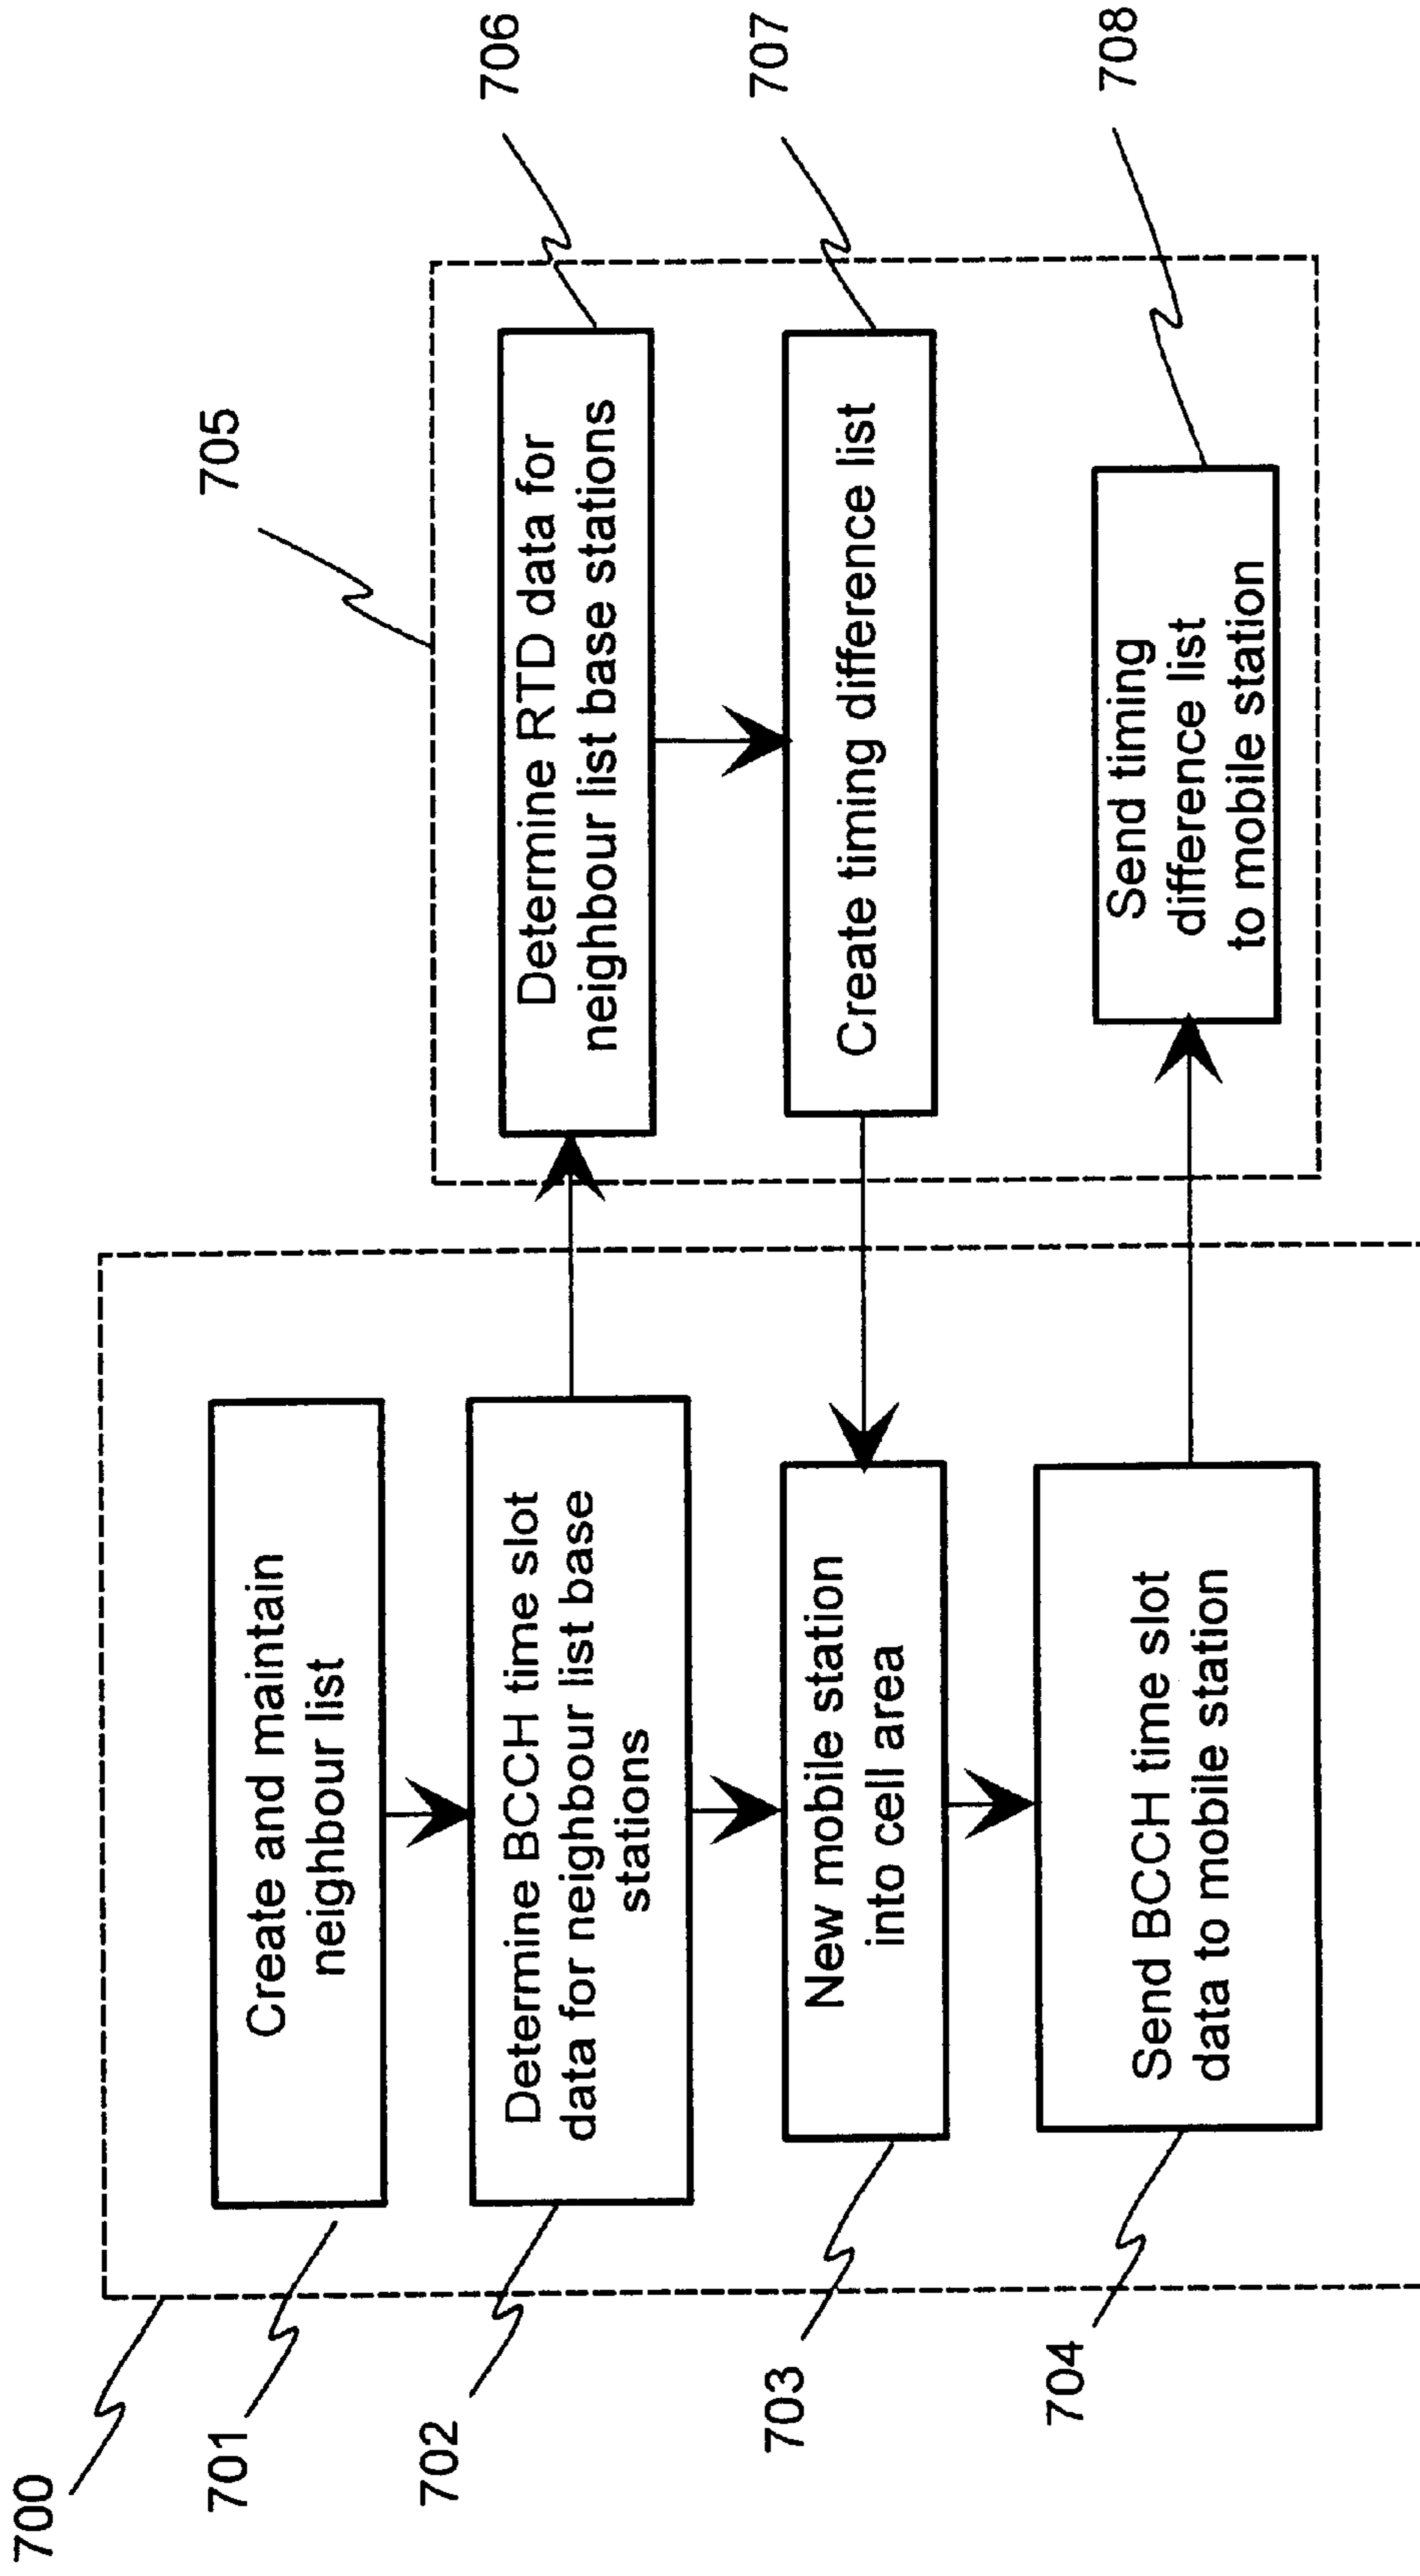 700
701
Create and maintain
neighbour list
702
Determine BCCH time slot
data for neighbour list base
stations
703
New mobile station
into cell area
704
Send BCCH time slot
data to mobile station
705
706
Determine RTD data for
neighbour list base stations
707
Create timing difference list
708
Send timing
difference list
to mobile station